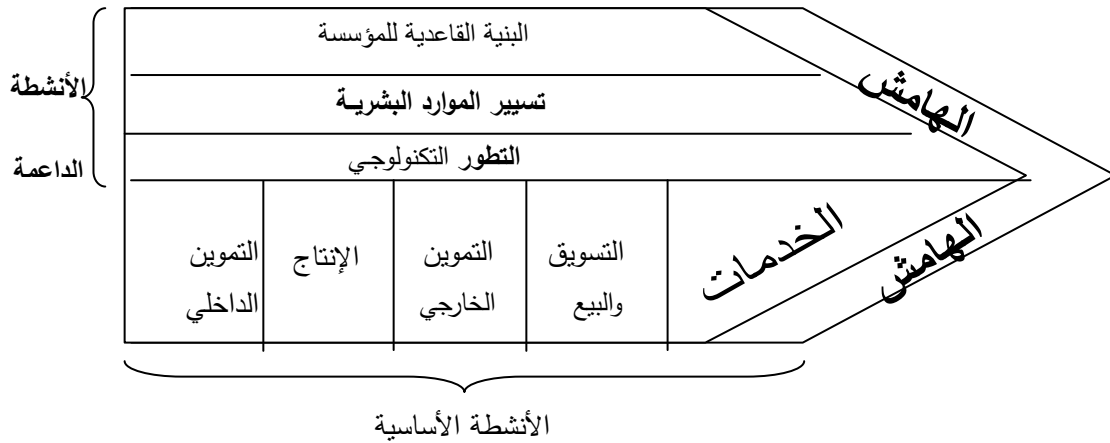 البنية القاعدية للمؤسسة
الأنشطة
الداعمة
تسيير الموارد البشرية
التطور التكنولوجي
الهامش
الهامش
التموين
الداخلي
الإنتاج
التموين
الخارجي
التسويق
والبيع
الخدمات
الأنشطة الأساسية